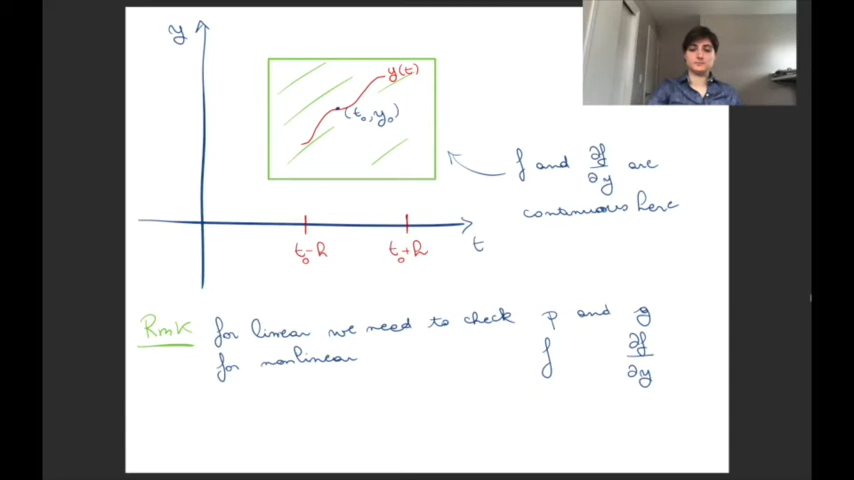 y
y(t)
(t₀, y₀)
f and ∂f/∂y are
continuous here
t₀-h
t₀+h
t
Rmk for linear we need to check p and g
for nonlinear f ∂f/∂y